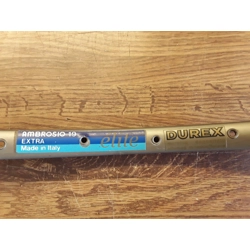 AMBROSIO 19
EXTRA
Made in Italy
elite
DUREX